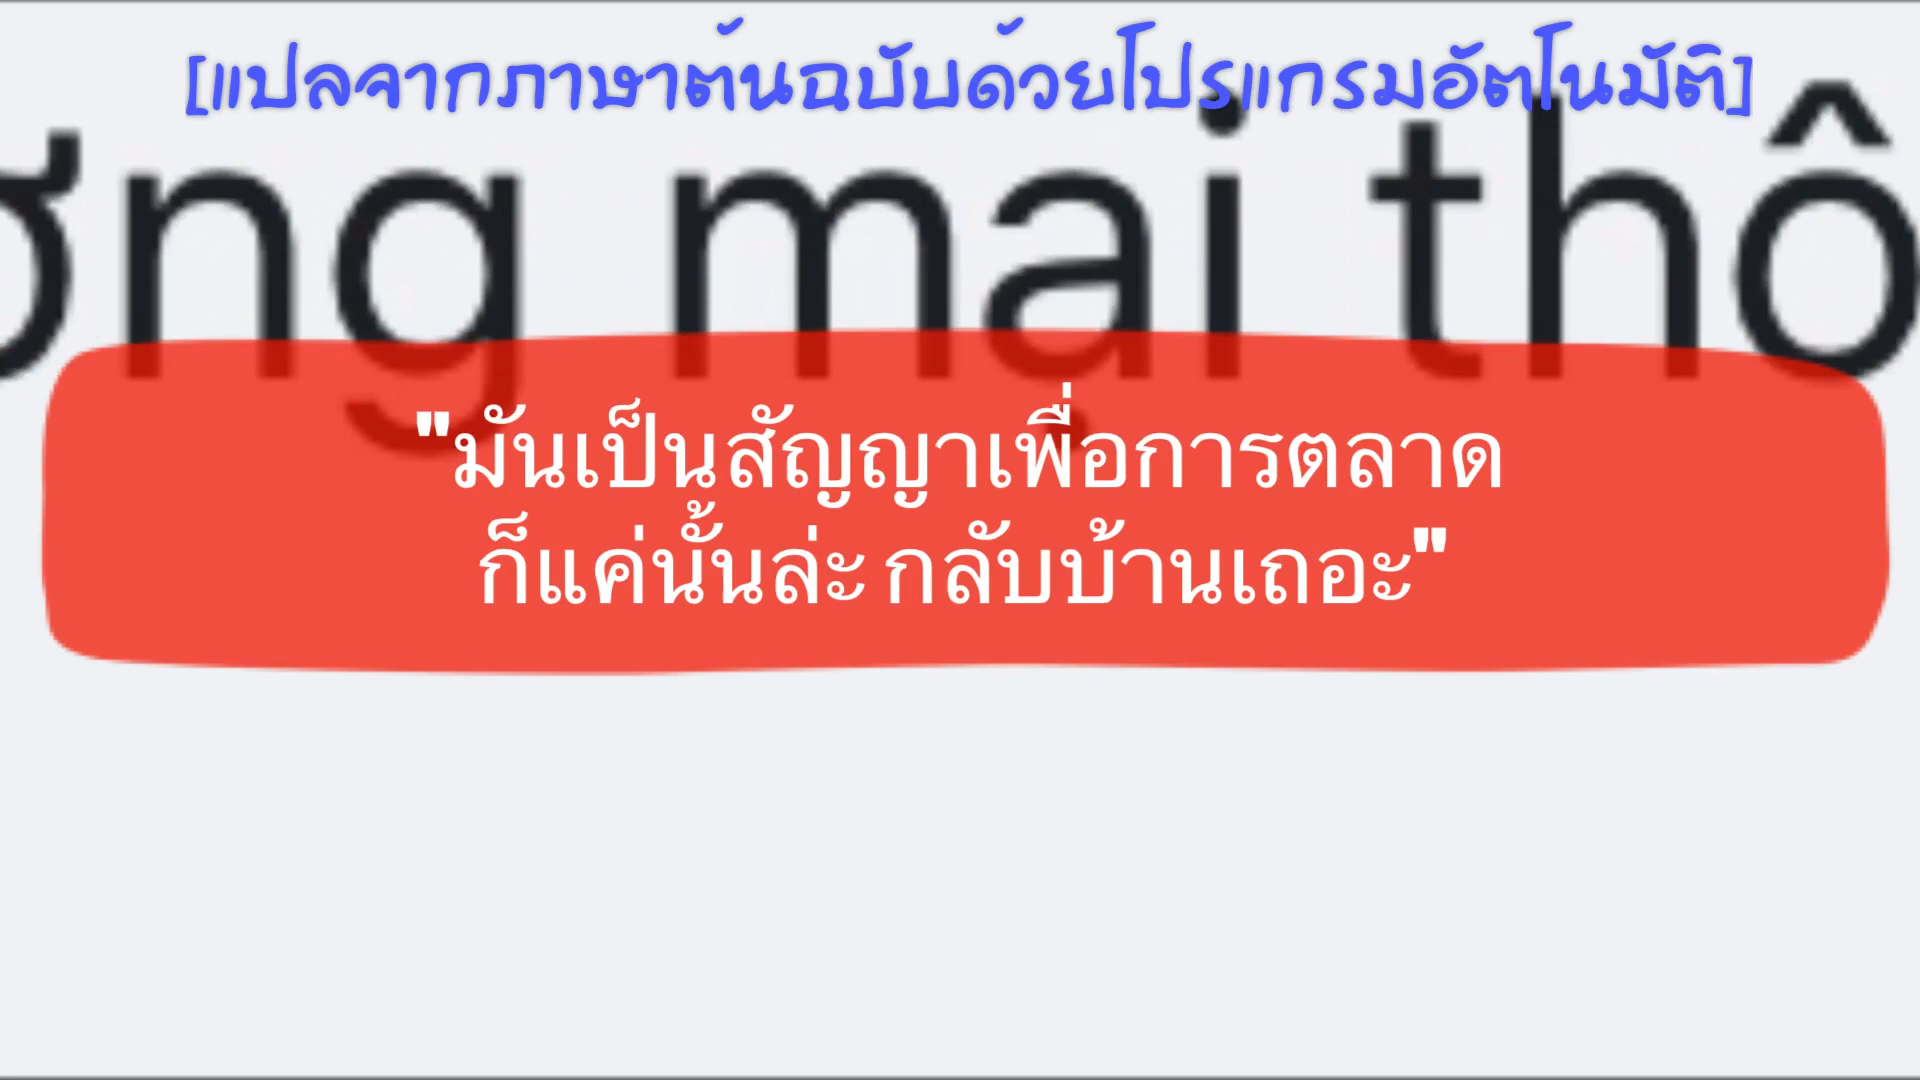 [แปลจากภาษาต้นฉบับด้วยโปรแกรมอัตโนมัติ]
ơng mại thô
"มันเป็นสัญญาเพื่อการตลาด
ก็แค่นั้นล่ะ กลับบ้านเถอะ"